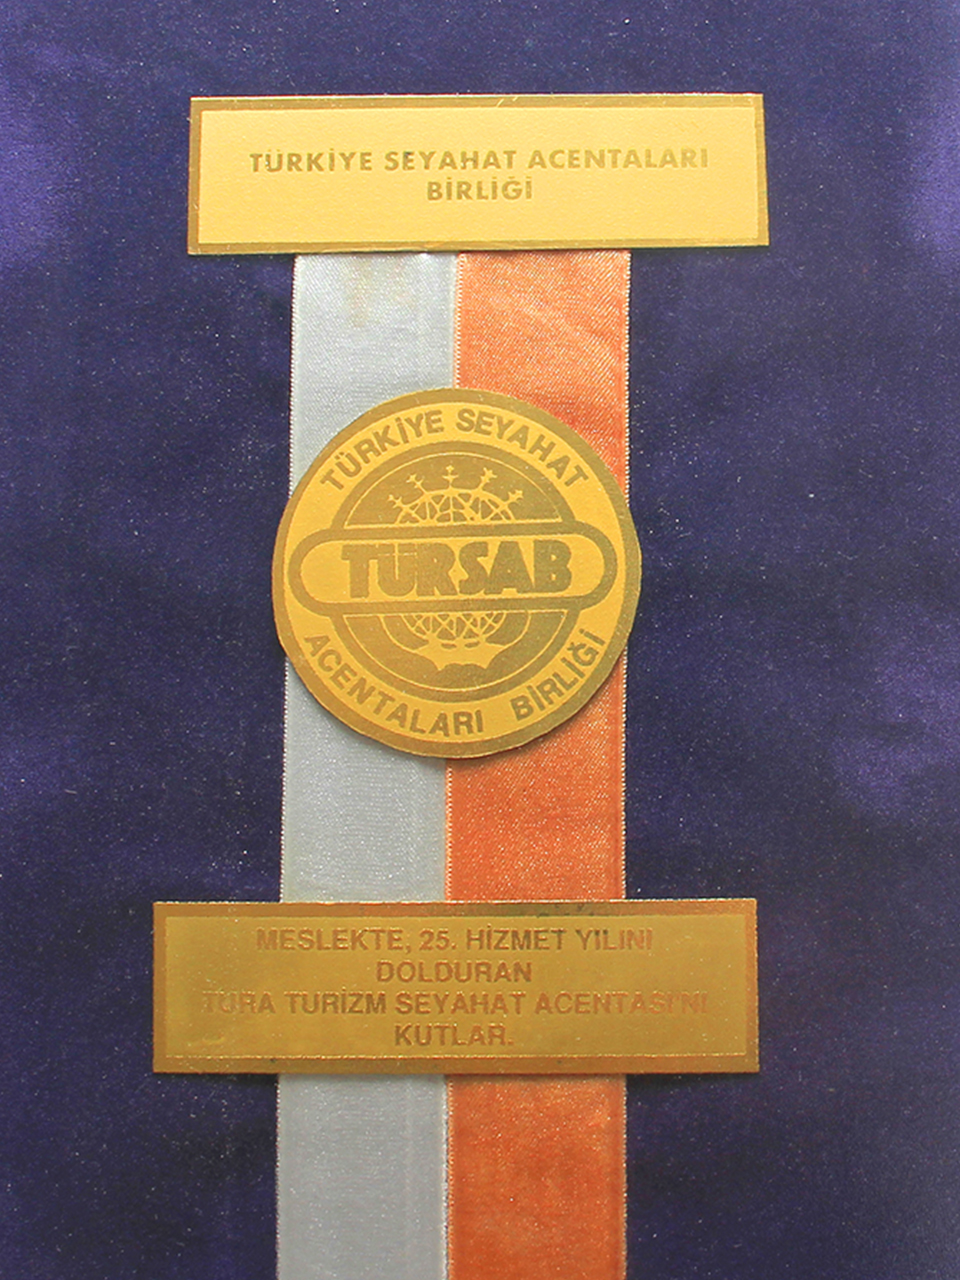 TÜRKİYE SEYAHAT ACENTALARI
BİRLİĞİ
TÜRKİYE SEYAHAT
TÜRSAB
ACENTALARI BİRLİĞİ
MESLEKTE, 25. HİZMET YILINI
DOLDURAN
TURA TURİZM SEYAHAT ACENTASI'NI
KUTLAR.